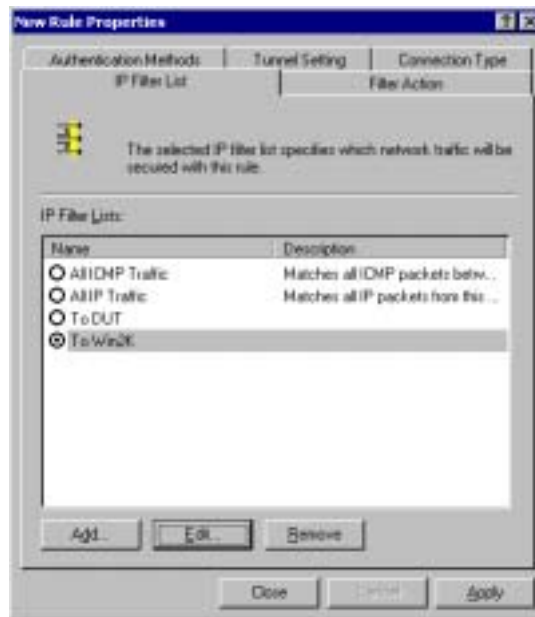 New Rule Properties
Authentication Methods Tunnel Setting Connection Type
IP Filter List Filter Action
The selected IP filter list specifies which network traffic will be
secured with this rule.
IP Filter Lists:
Name Description
All ICMP Traffic Matches all ICMP packets betw...
All IP Traffic Matches all IP packets from this ...
To DUT
To Win2K
Add... Edit... Remove
Close Cancel Apply